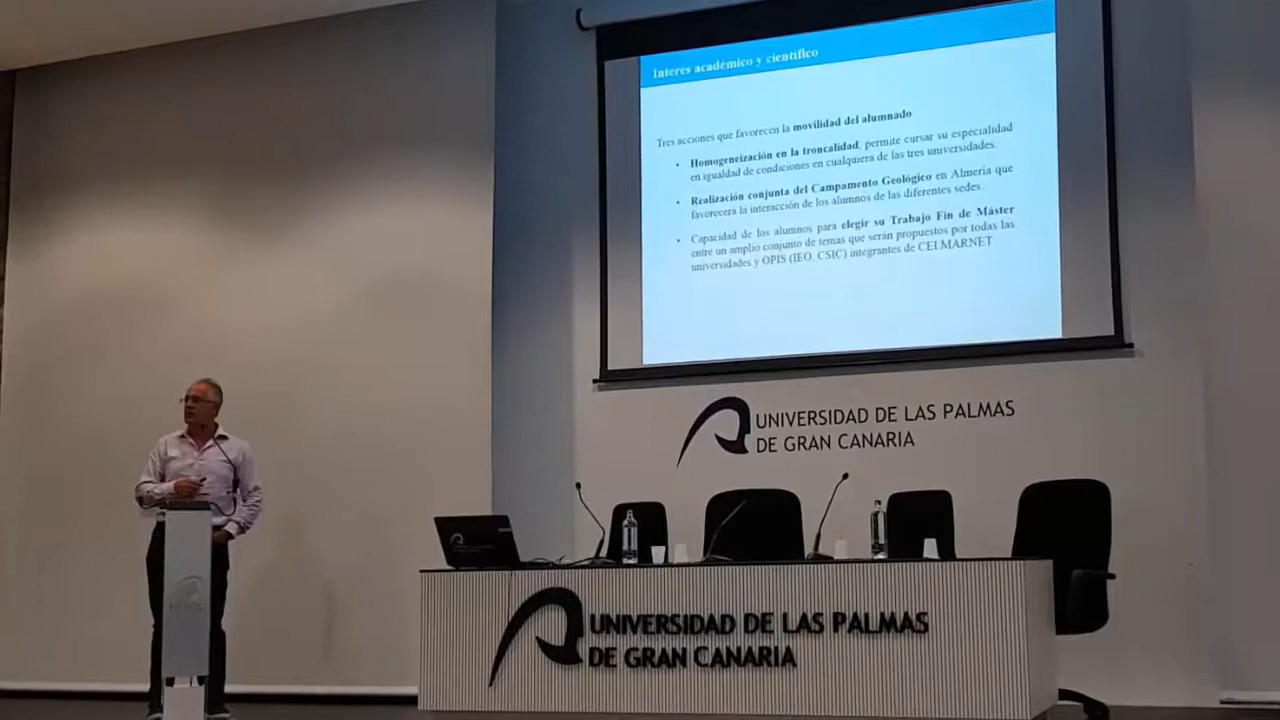 Interés académico y científico
Tres acciones que favorecen la movilidad del alumnado
• Homogeneización en la troncalidad, permite cursar su especialidad
en igualdad de condiciones en cualquiera de las tres universidades.
• Realización conjunta del Campamento Geológico en Almería que
favorecerá la interacción de los alumnos de las diferentes sedes.
• Capacidad de los alumnos para elegir su Trabajo Fin de Máster
entre un amplio conjunto de temas que serán propuestos por todas las
universidades y OPIS (IEO, CSIC) integrantes de CEI.MARNET
UNIVERSIDAD DE LAS PALMAS
DE GRAN CANARIA
UNIVERSIDAD DE LAS PALMAS
DE GRAN CANARIA